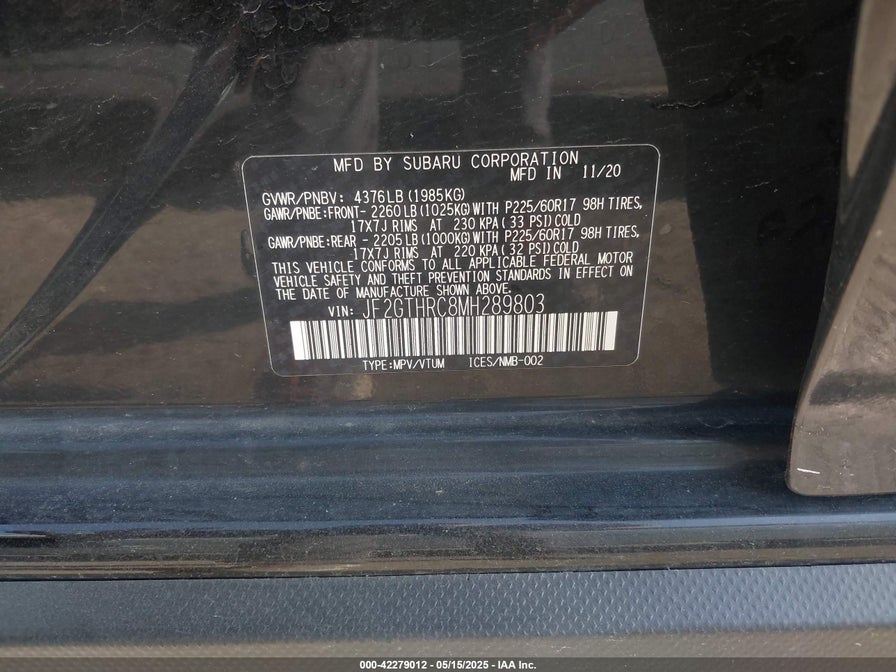 MFD BY SUBARU CORPORATION
MFD IN 11/20
GVWR/PNBV: 4376LB(1985KG)
GAWR/PNBE:FRONT- 2260LB(1025KG)WITH P225/60R17 98H TIRES,
17X7J RIMS AT 230 KPA(33 PSI)COLD
GAWR/PNBE:REAR - 2205LB(1000KG)WITH P225/60R17 98H TIRES,
17X7J RIMS AT 220 KPA(32 PSI)COLD
THIS VEHICLE CONFORMS TO ALL APPLICABLE FEDERAL MOTOR
VEHICLE SAFETY AND THEFT PREVENTION STANDARDS IN EFFECT ON
THE DATE OF MANUFACTURE SHOWN ABOVE.
VIN: JF2GTHRC8MH289803
TYPE:MPV/VTUM ICES/NMB-002
000-42279012 - 05/15/2025 - IAA Inc.